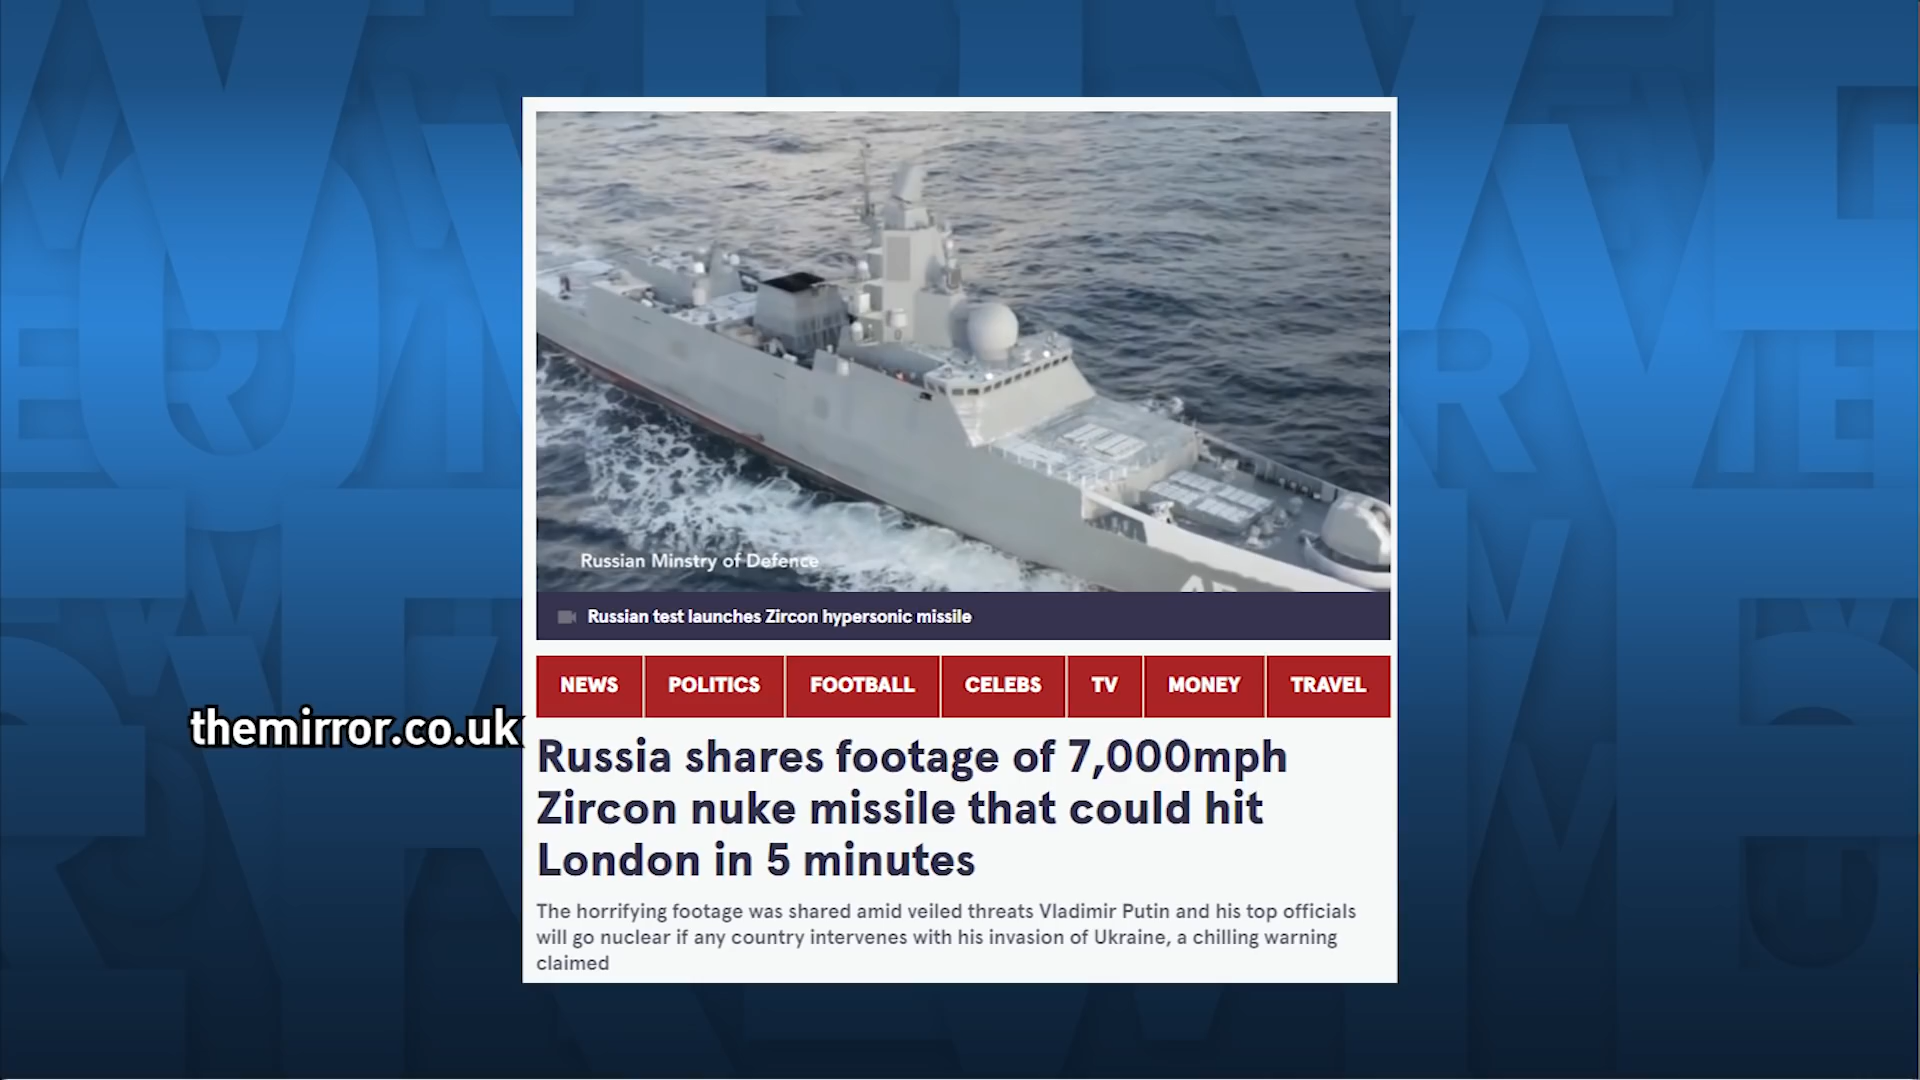 Russian Minstry of Defence
Russian test launches Zircon hypersonic missile
NEWS POLITICS FOOTBALL CELEBS TV MONEY TRAVEL
themirror.co.uk
Russia shares footage of 7,000mph
Zircon nuke missile that could hit
London in 5 minutes
The horrifying footage was shared amid veiled threats Vladimir Putin and his top officials
will go nuclear if any country intervenes with his invasion of Ukraine, a chilling warning
claimed